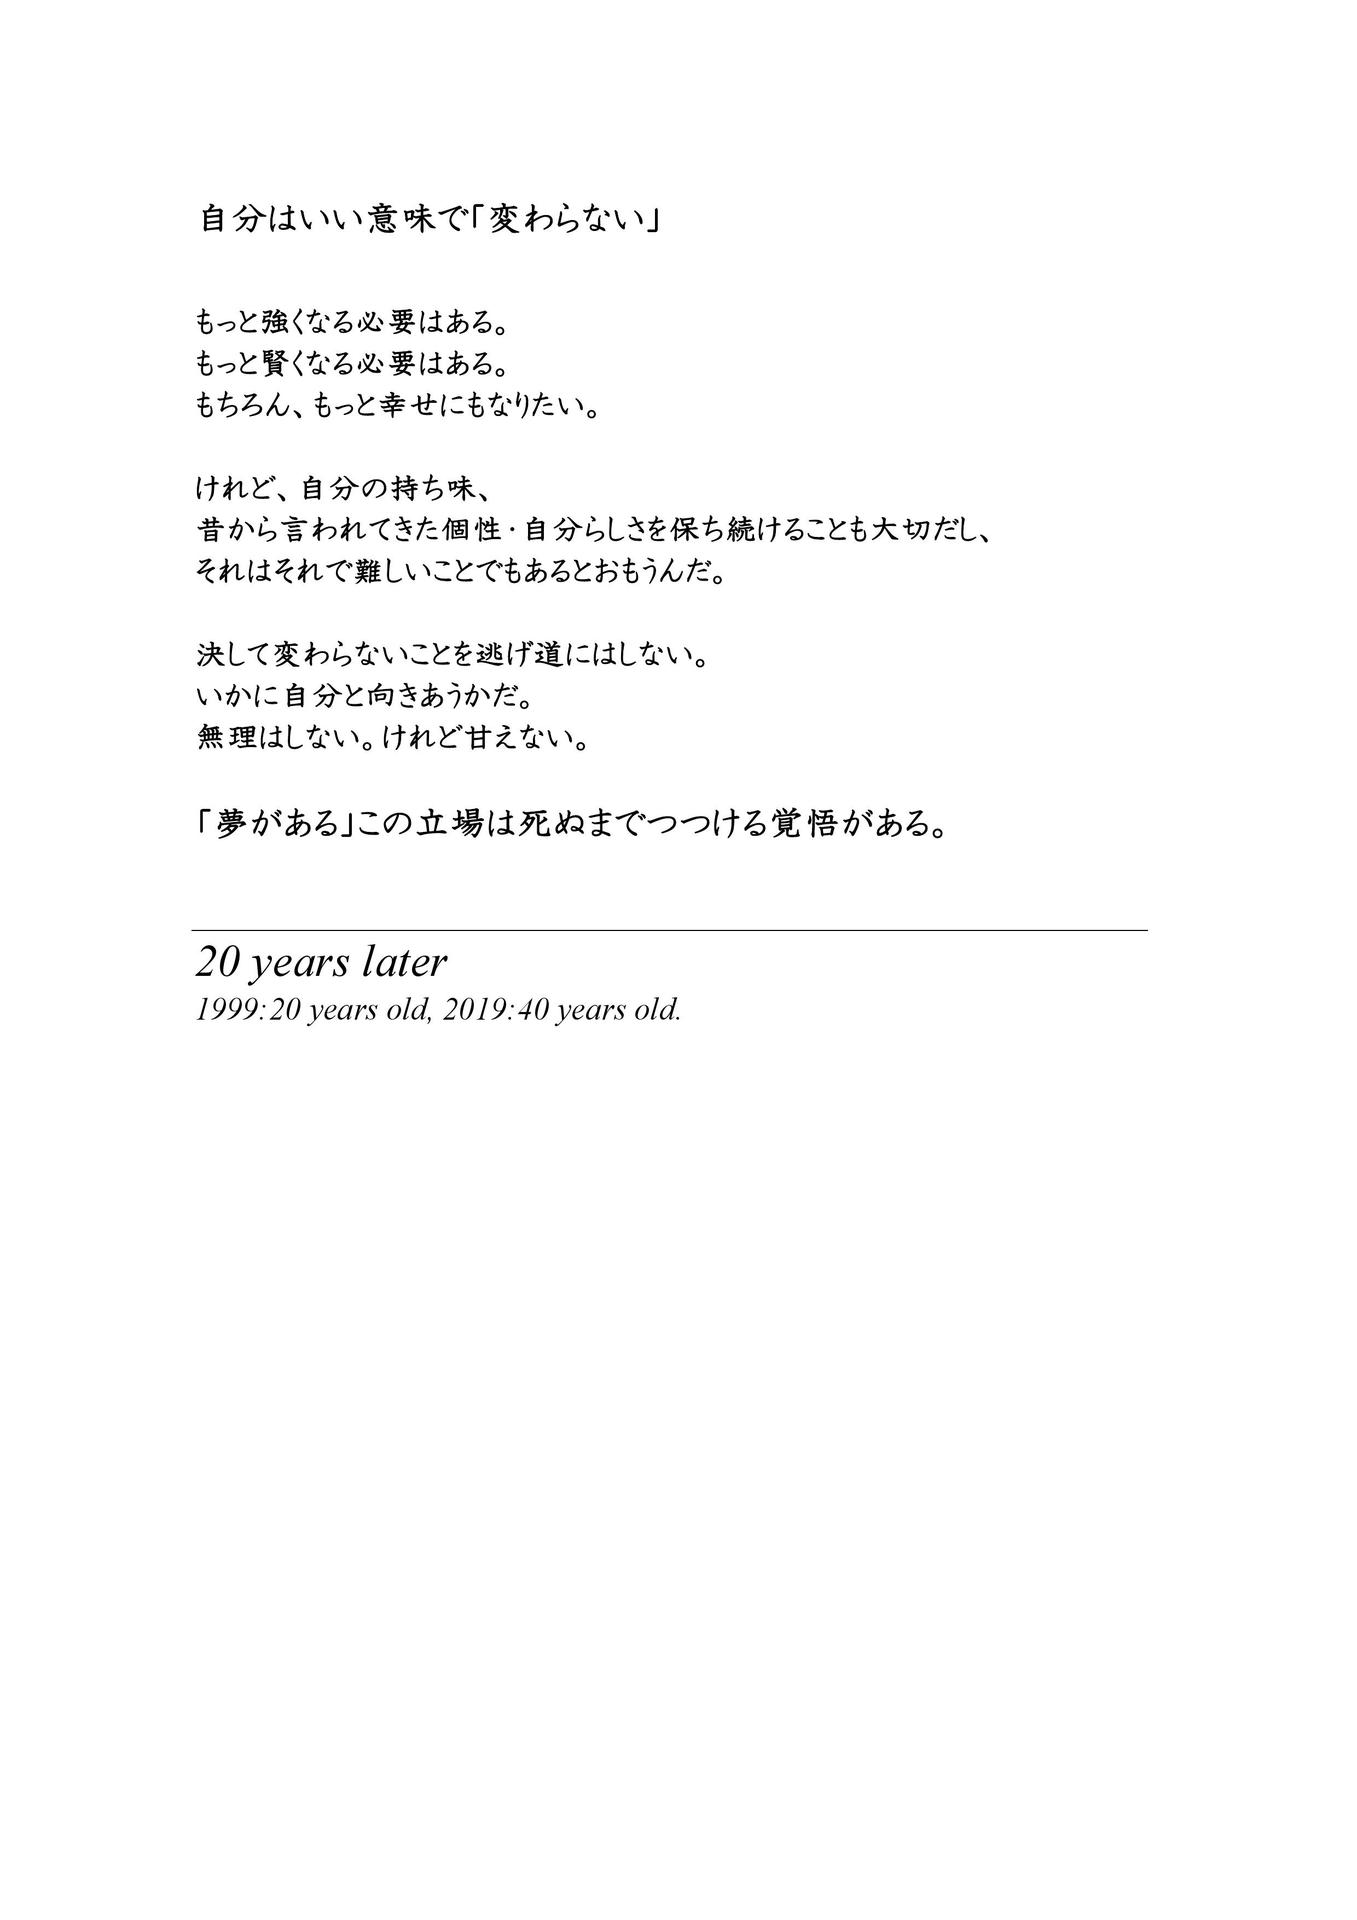 自分はいい意味で「変わらない」
もっと強くなる必要はある。
もっと賢くなる必要はある。
もちろん、もっと幸せにもなりたい。
けれど、自分の持ち味、
昔から言われてきた個性・自分らしさを保ち続けることも大切だし、
それはそれで難しいことでもあるとおもうんだ。
決して変わらないことを逃げ道にはしない。
いかに自分と向きあうかだ。
無理はしない。けれど甘えない。
「夢がある」この立場は死ぬまでつつける覚悟がある。
20 years later
1999:20 years old, 2019:40 years old.